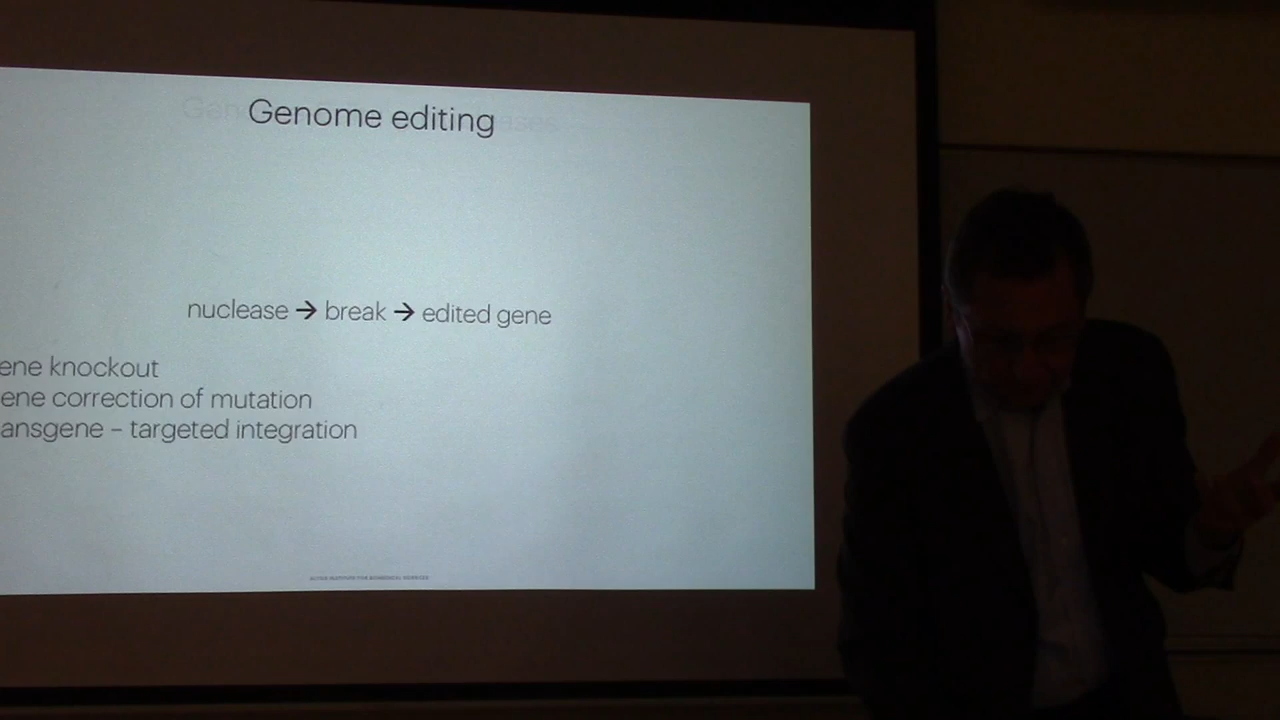 Genome editing
nuclease → break → edited gene
ene knockout
ene correction of mutation
ansgene – targeted integration